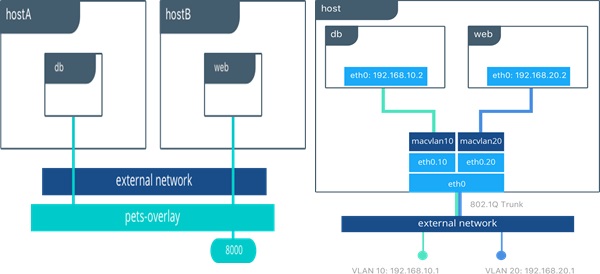 hostA
db
hostB
web
external network
pets-overlay
8000
host
db
eth0: 192.168.10.2
web
eth0: 192.168.20.2
macvlan10
macvlan20
eth0.10
eth0.20
eth0
802.1Q Trunk
external network
VLAN 10: 192.168.10.1
VLAN 20: 192.168.20.1